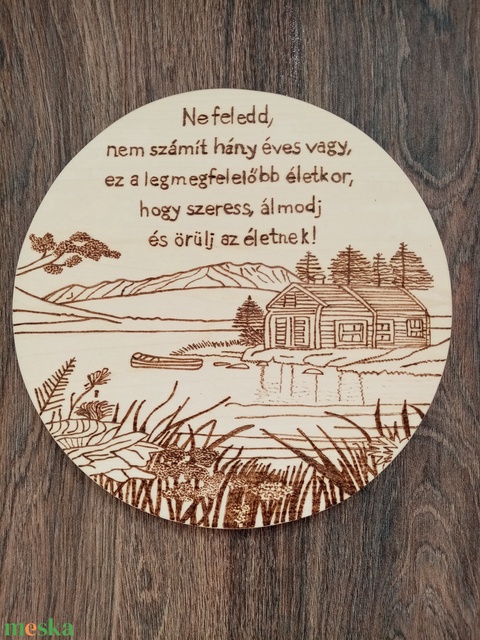 Ne feledd,
nem számít hány éves vagy,
ez a legmegfelelőbb életkor,
hogy szeress, álmodj
és örülj az életnek!
meska